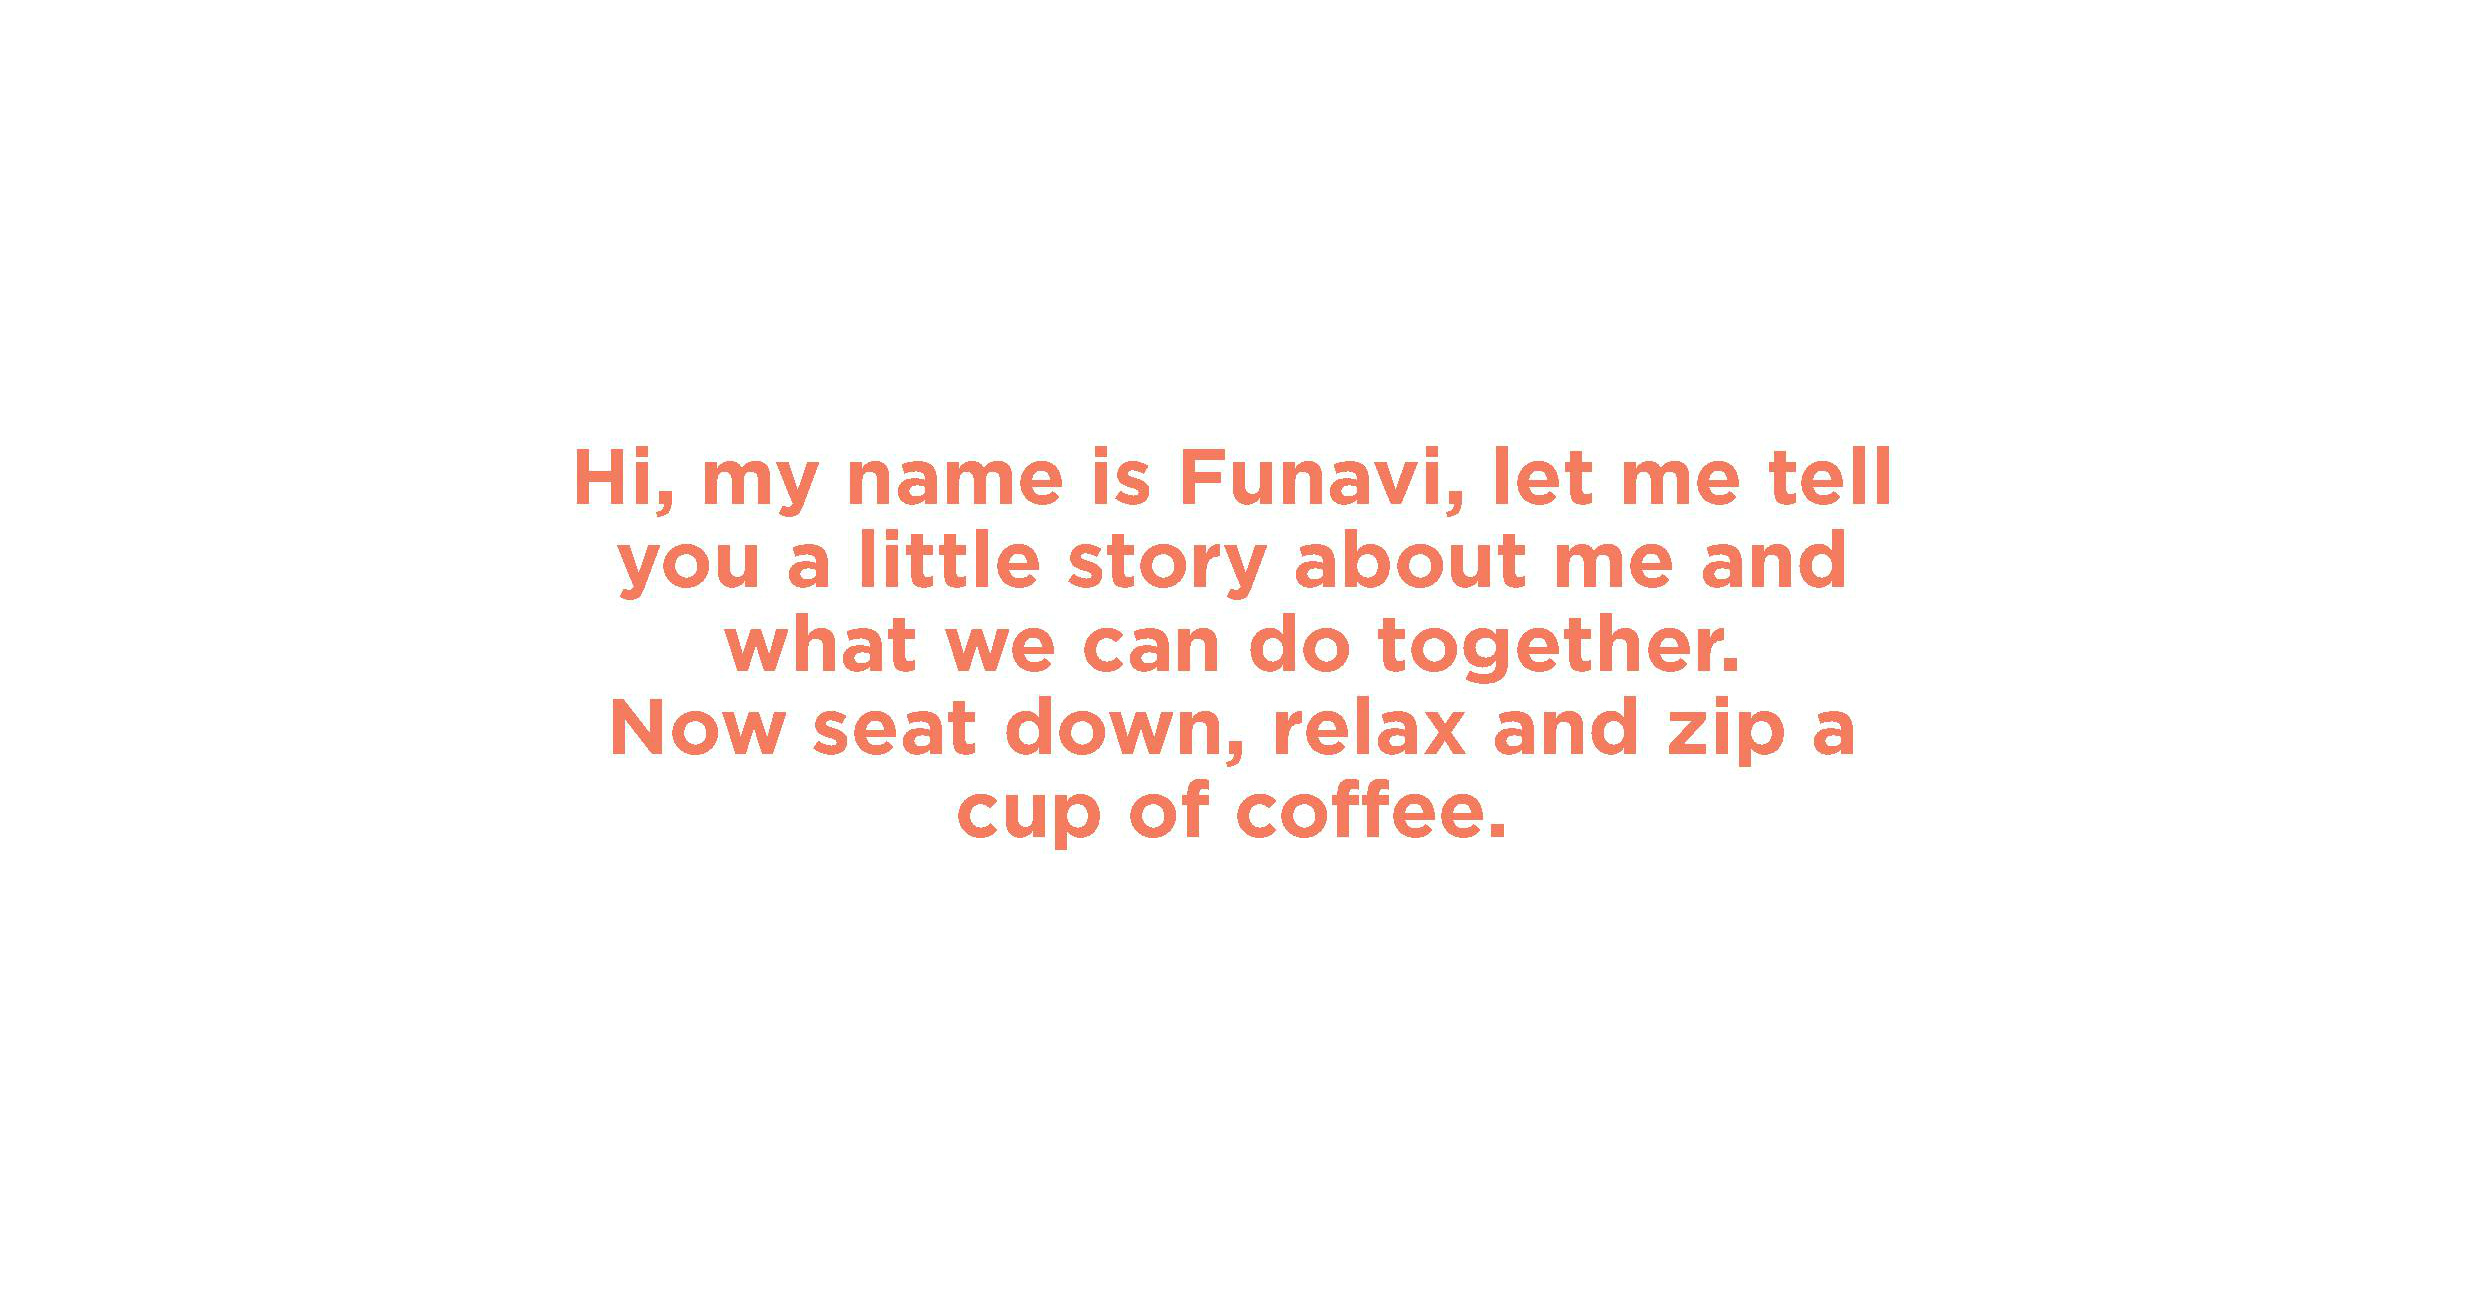 Hi, my name is Funavi, let me tell
you a little story about me and
what we can do together.
Now seat down, relax and zip a
cup of coffee.